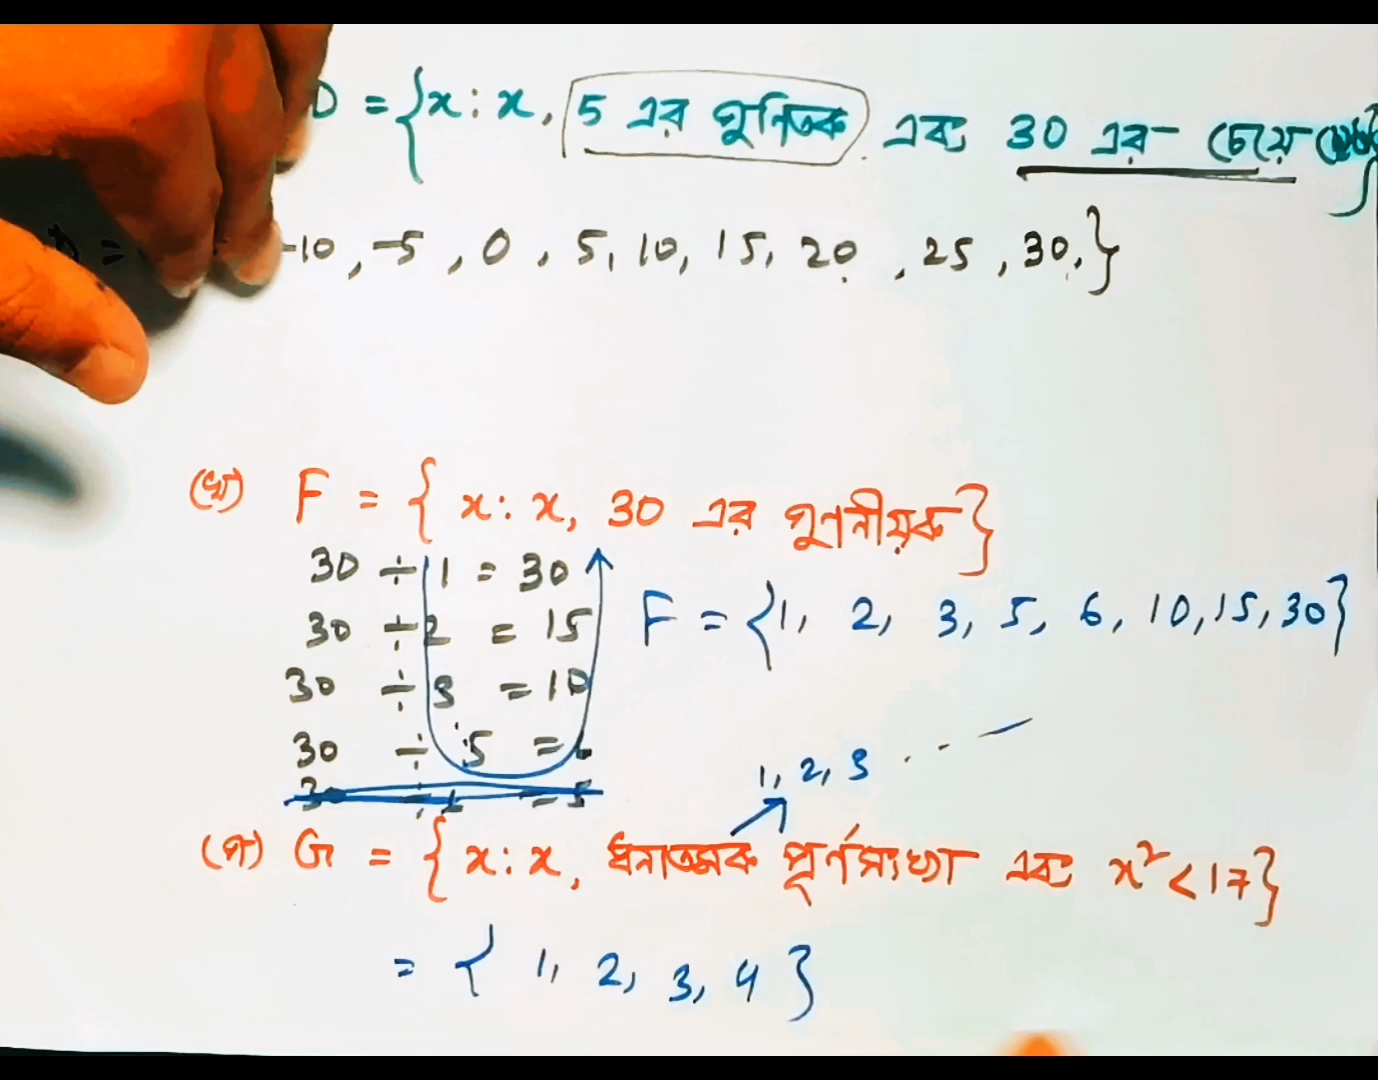 D = {x : x, 5 এর গুনিতক এবং 30 এর চেয়ে
-10, -5, 0, 5, 10, 15, 20, 25, 30, }
(খ) F = { x : x, 30 এর গুণনীয়ক }
30 ÷ 1 = 30
30 ÷ 2 = 15
F = {1, 2, 3, 5, 6, 10, 15, 30}
30 ÷ 3 = 10
30 ÷ 5 =
1, 2, 3 . . -
(গ) G = { x : x, ধনাত্মক পূর্ণসংখ্যা এবং x² < 17}
= { 1, 2, 3, 4 }